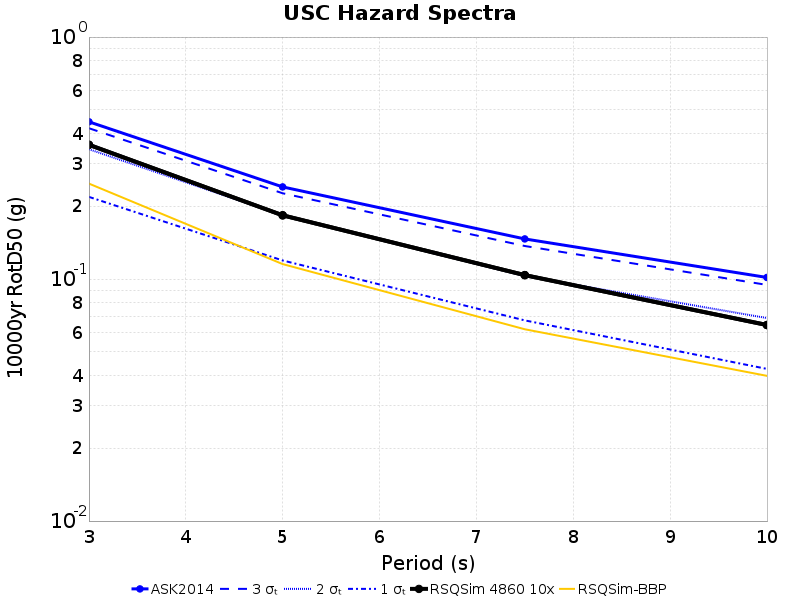 USC Hazard Spectra
10000yr RotD50 (g)
10^0
8
6
4
3
2
10^-1
8
6
4
3
2
10^-2
3 4 5 6 7 8 9 10
Period (s)
ASK2014 3 σₜ 2 σₜ 1 σₜ RSQSim 4860 10x RSQSim-BBP